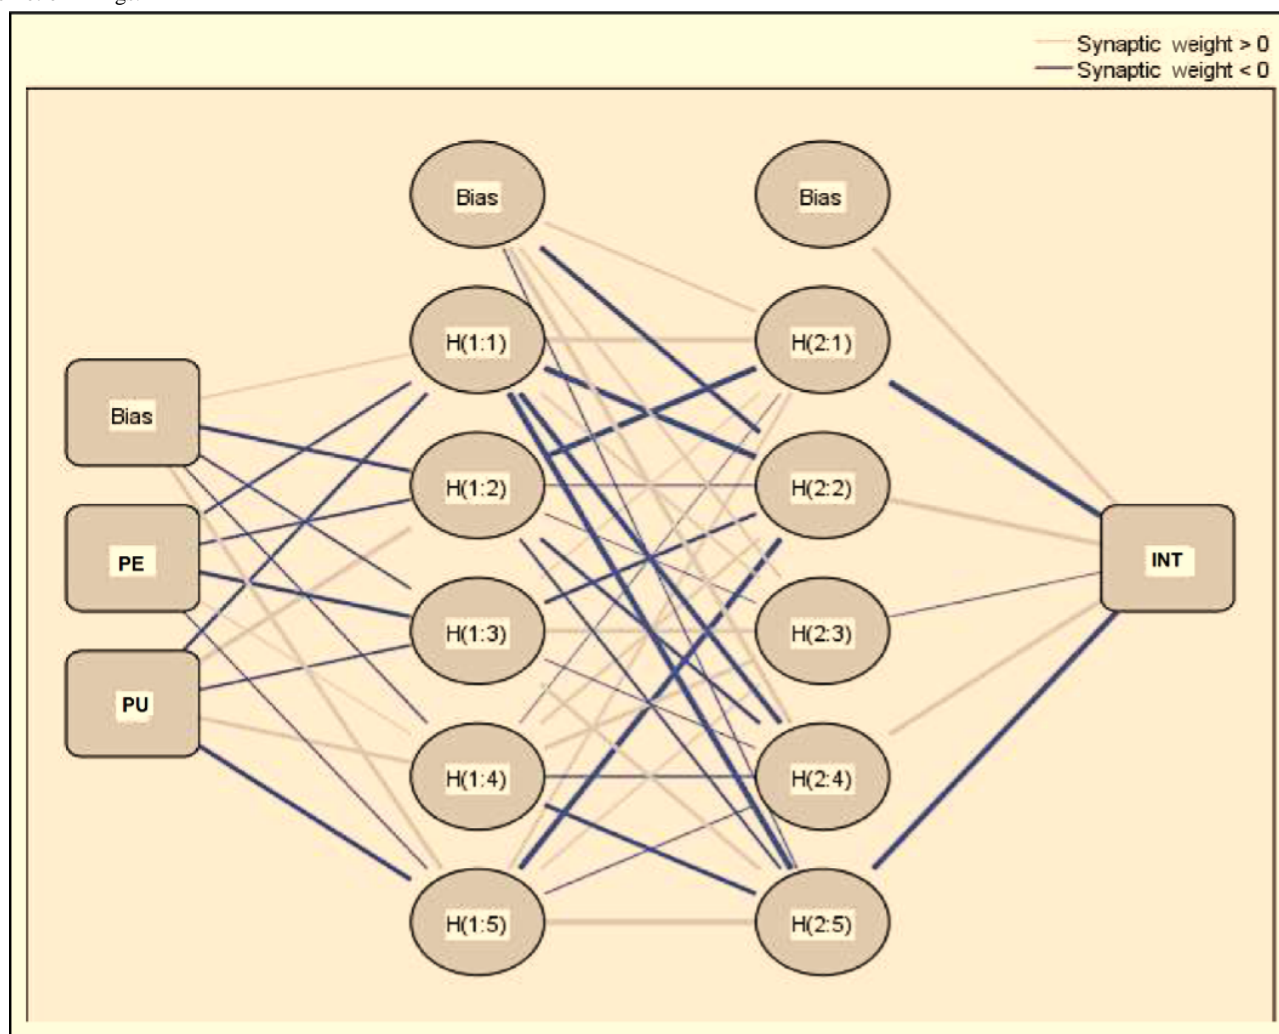 Synaptic weight > 0
Synaptic weight < 0
Bias
Bias
H(1:1)
H(2:1)
Bias
H(1:2)
H(2:2)
PE
INT
H(1:3)
H(2:3)
PU
H(1:4)
H(2:4)
H(1:5)
H(2:5)